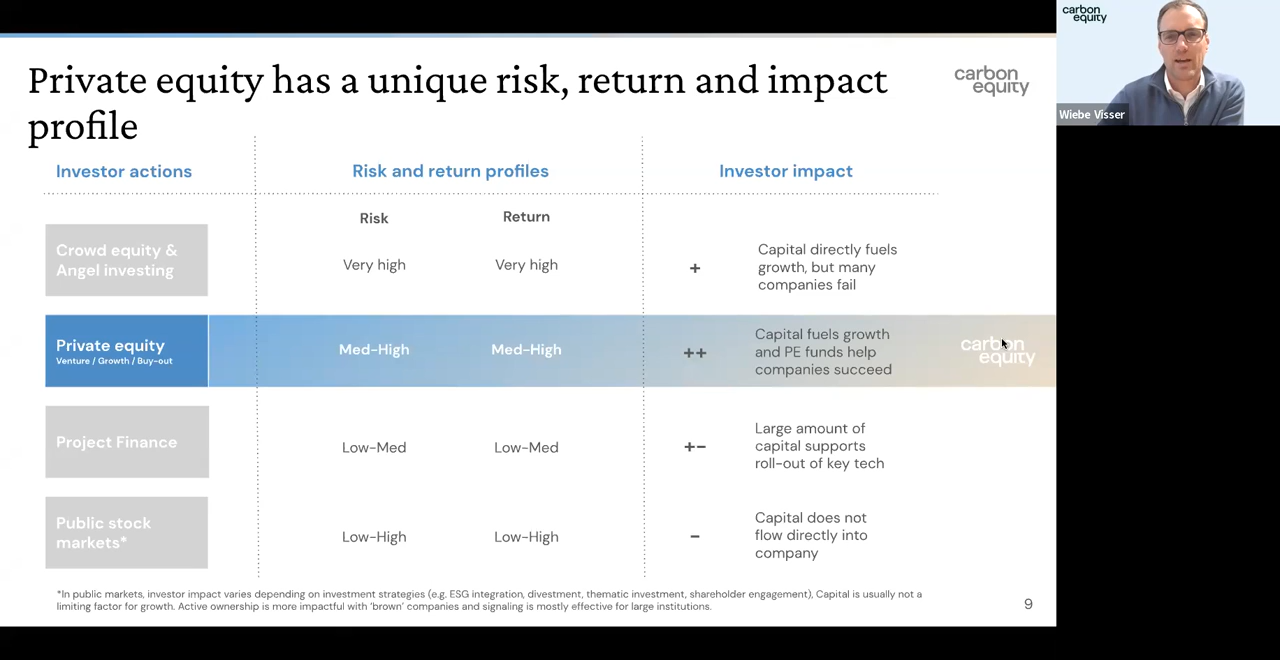 Private equity has a unique risk, return and impact
profile
carbon
equity
Investor actions
Risk and return profiles
Investor impact
Risk
Return
Crowd equity &
Angel investing
Very high
Very high
+
Capital directly fuels
growth, but many
companies fail
Private equity
Venture / Growth / Buy-out
Med-High
Med-High
++
Capital fuels growth
and PE funds help
companies succeed
carbon
equity
Project Finance
Low-Med
Low-Med
+-
Large amount of
capital supports
roll-out of key tech
Public stock
markets*
Low-High
Low-High
-
Capital does not
flow directly into
company
*In public markets, investor impact varies depending on investment strategies (e.g. ESG integration, divestment, thematic investment, shareholder engagement), Capital is usually not a
limiting factor for growth. Active ownership is more impactful with ‘brown’ companies and signaling is mostly effective for large institutions.
9
carbon
equity
Wiebe Visser